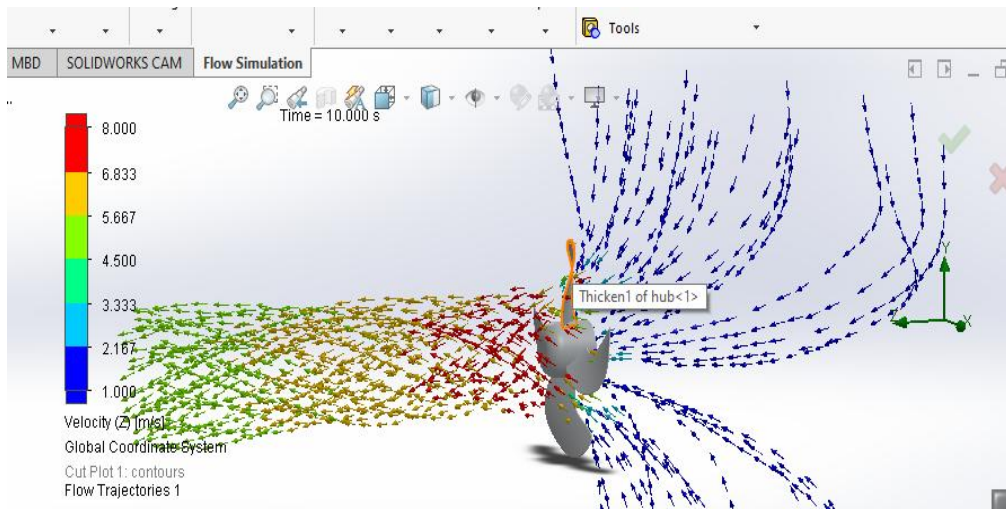 Tools
MBD SOLIDWORKS CAM Flow Simulation
Time = 10.000 s
8.000
6.833
5.667
4.500
3.333
2.167
1.000
Thicken1 of hub<1>
Y
X
Velocity (Z) [m/s]
Global Coordinate System
Cut Plot 1: contours
Flow Trajectories 1